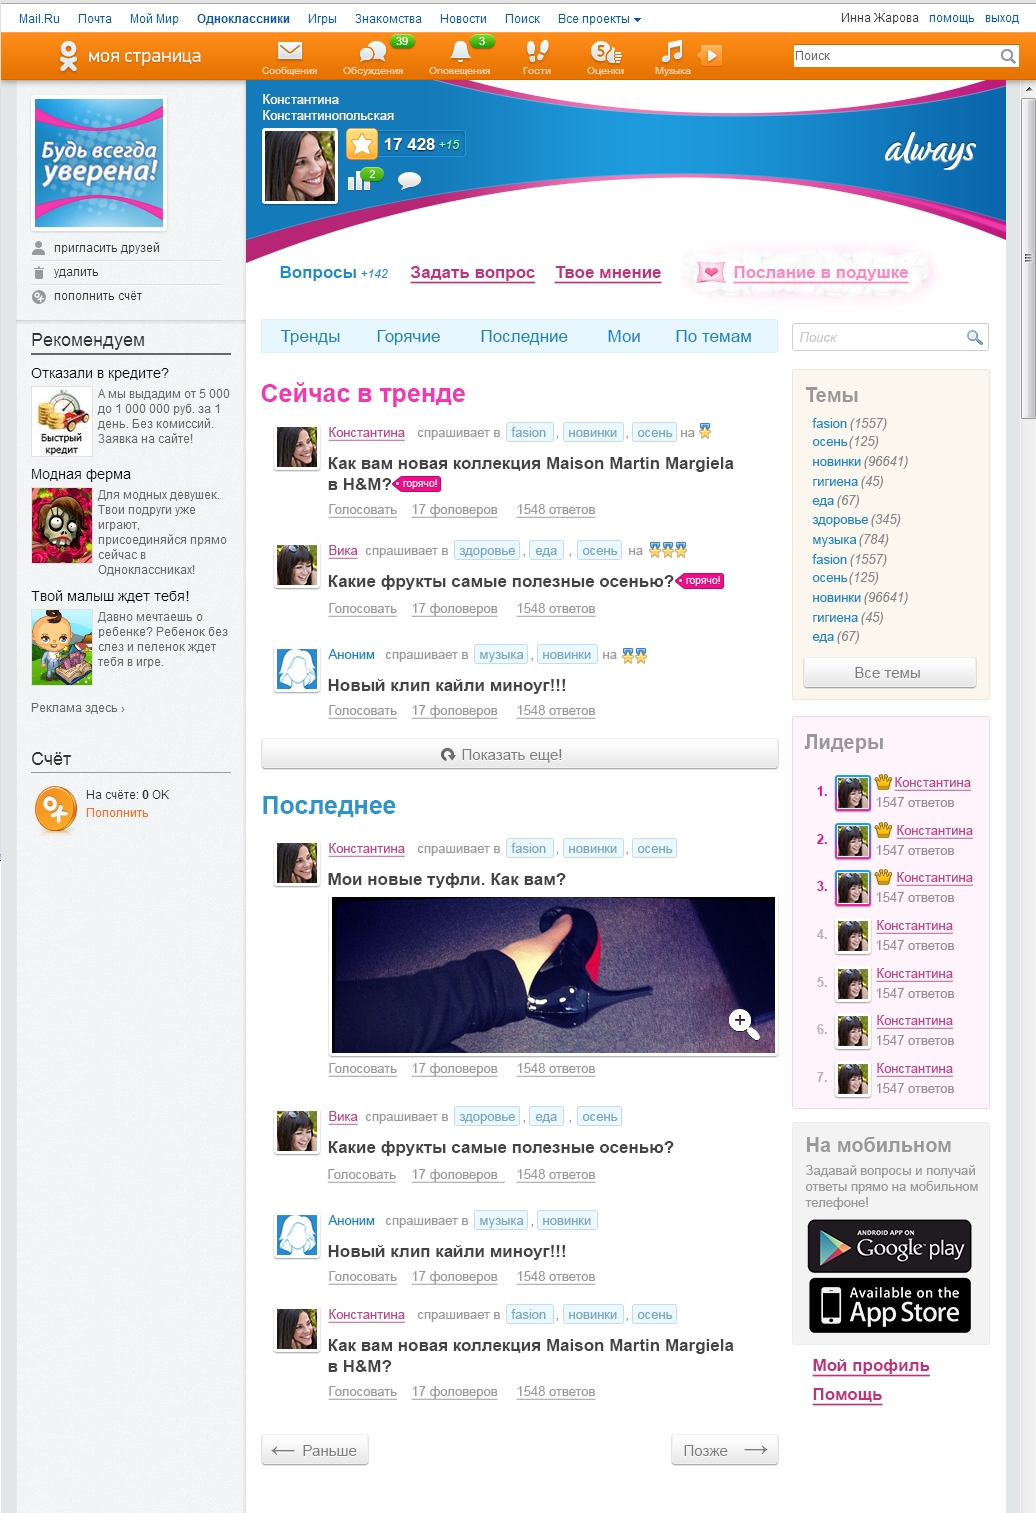 Mail.Ru Почта Мой Мир Одноклассники Игры Знакомства Новости Поиск Все проекты Инна Жарова помощь выход
моя страница
39 3 5
Сообщения Обсуждения Оповещения Гости Оценки Музыка
Поиск
Будь всегда
уверена!
пригласить друзей
удалить
пополнить счёт
Рекомендуем
Отказали в кредите?
А мы выдадим от 5 000
до 1 000 000 руб. за 1
день. Без комиссий.
Заявка на сайте!
Быстрый
кредит
Модная ферма
Для модных девушек.
Твои подруги уже
играют,
присоединяйся прямо
сейчас в
Одноклассниках!
Твой малыш ждет тебя!
Давно мечтаешь о
ребенке? Ребенок без
слез и пеленок ждет
тебя в игре.
Реклама здесь ›
Счёт
На счёте: 0 ОК
Пополнить
Константина
Константинопольская
17 428 +15
2
always
Вопросы +142 Задать вопрос Твое мнение Послание в подушке
Тренды Горячие Последние Мои По темам
Сейчас в тренде
Константина спрашивает в fasion , новинки , осень на
Как вам новая коллекция Maison Martin Margiela
в H&M? горячо!
Голосовать 17 фоловеров 1548 ответов
Вика спрашивает в здоровье , еда , осень на
Какие фрукты самые полезные осенью? горячо!
Голосовать 17 фоловеров 1548 ответов
Аноним спрашивает в музыка , новинки на
Новый клип кайли миноуг!!!
Голосовать 17 фоловеров 1548 ответов
Показать еще!
Последнее
Константина спрашивает в fasion , новинки , осень
Мои новые туфли. Как вам?
Голосовать 17 фоловеров 1548 ответов
Вика спрашивает в здоровье , еда , осень
Какие фрукты самые полезные осенью?
Голосовать 17 фоловеров 1548 ответов
Аноним спрашивает в музыка , новинки
Новый клип кайли миноуг!!!
Голосовать 17 фоловеров 1548 ответов
Константина спрашивает в fasion , новинки , осень
Как вам новая коллекция Maison Martin Margiela
в H&M?
Голосовать 17 фоловеров 1548 ответов
Раньше Позже
Поиск
Темы
fasion (1557)
осень (125)
новинки (96641)
гигиена (45)
еда (67)
здоровье (345)
музыка (784)
fasion (1557)
осень (125)
новинки (96641)
гигиена (45)
еда (67)
Все темы
Лидеры
1. Константина
1547 ответов
2. Константина
1547 ответов
3. Константина
1547 ответов
4. Константина
1547 ответов
5. Константина
1547 ответов
6. Константина
1547 ответов
7. Константина
1547 ответов
На мобильном
Задавай вопросы и получай
ответы прямо на мобильном
телефоне!
ANDROID APP ON
Google play
Available on the
App Store
Мой профиль
Помощь